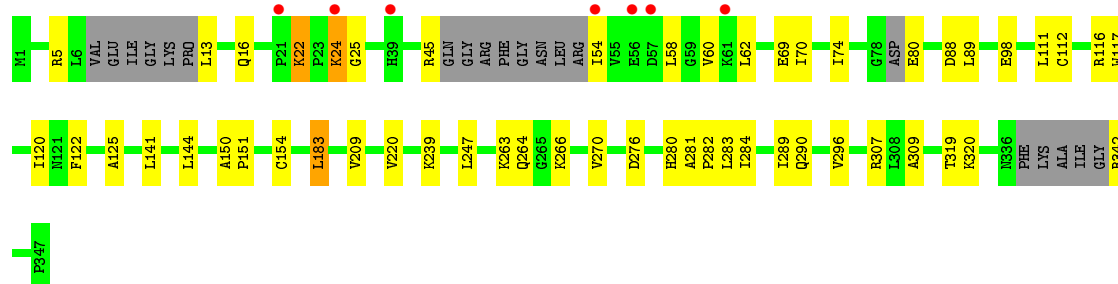 M1 R5 L6 VAL GLU ILE GLY LYS PRO L13 Q16 P21 K22 P23 K24 G25 H39 R45 GLN GLY ARG PHE GLY ASN LEU ARG I54 V55 E56 D57 L58 G59 V60 K61 L62 E69 I70 I74 G78 ASP E80 D88 L89 E98 L111 C112 R116 W117
I120 N121 F122 A125 L141 L144 A150 P151 C154 L183 V209 V220 K239 L247 K263 Q264 G265 K266 V270 D276 H280 A281 P282 L283 I284 I289 Q290 V296 R307 L308 A309 T319 K320 N336 PHE LYS ALA ILE GLY
P347